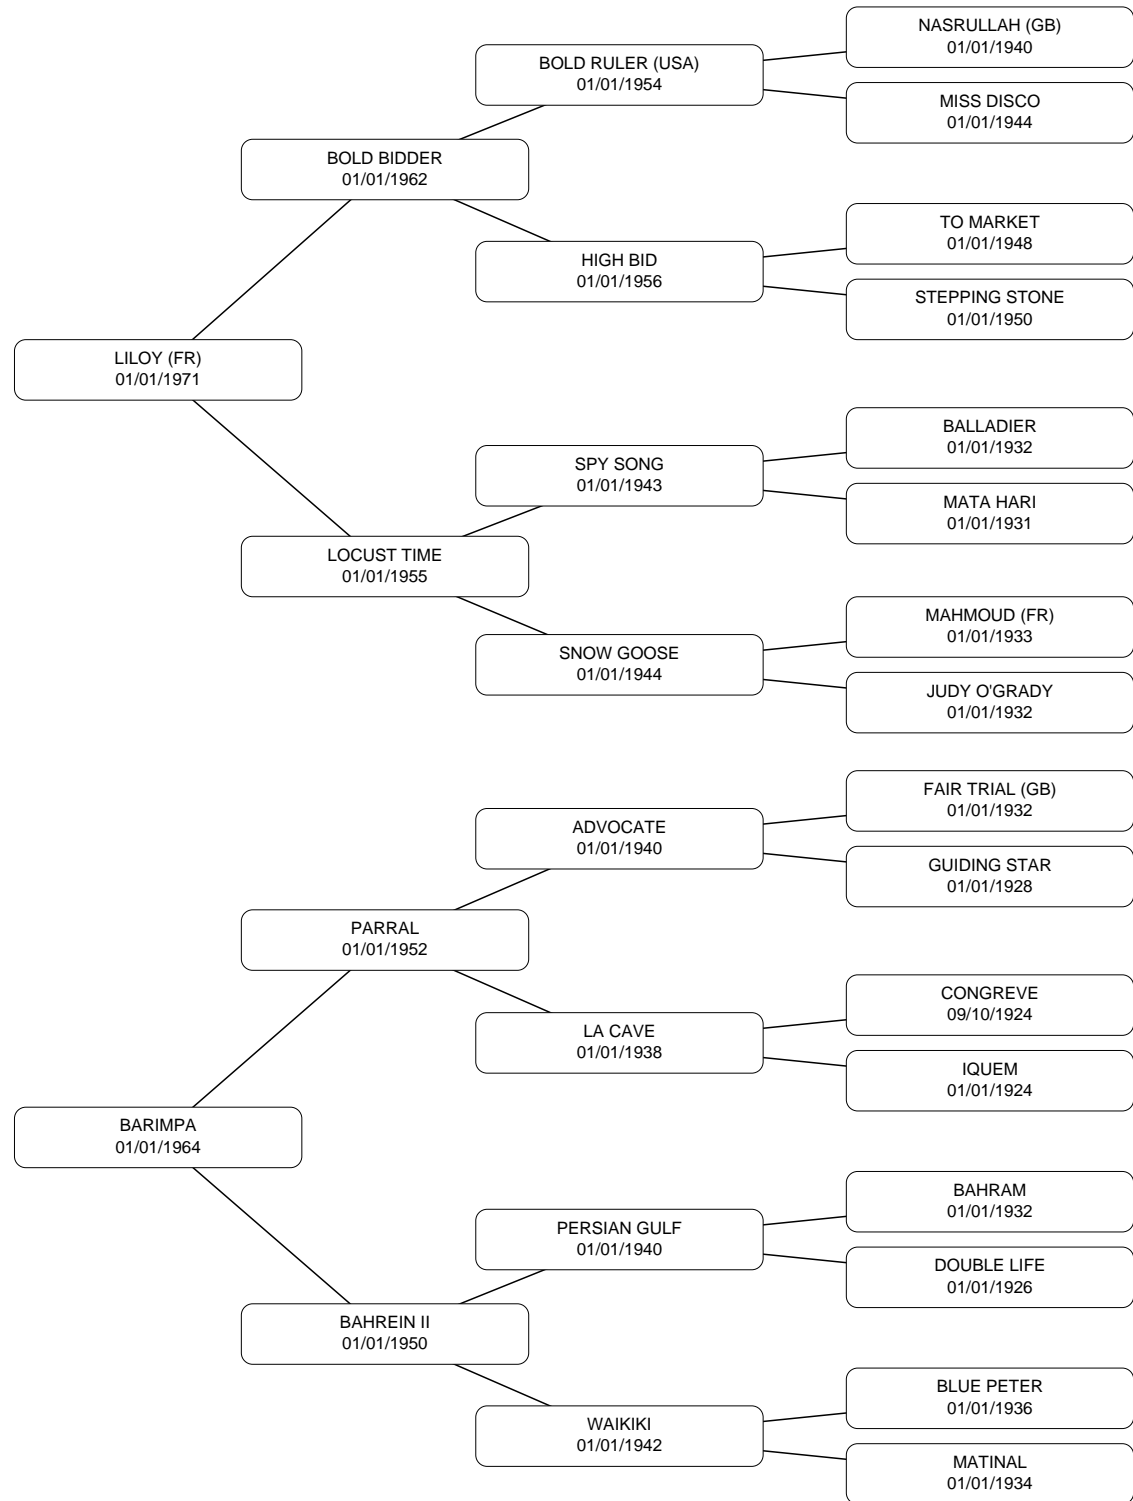 NASRULLAH (GB)
01/01/1940
BOLD RULER (USA)
01/01/1954
MISS DISCO
01/01/1944
BOLD BIDDER
01/01/1962
TO MARKET
01/01/1948
HIGH BID
01/01/1956
STEPPING STONE
01/01/1950
LILOY (FR)
01/01/1971
BALLADIER
01/01/1932
SPY SONG
01/01/1943
MATA HARI
01/01/1931
LOCUST TIME
01/01/1955
MAHMOUD (FR)
01/01/1933
SNOW GOOSE
01/01/1944
JUDY O'GRADY
01/01/1932
FAIR TRIAL (GB)
01/01/1932
ADVOCATE
01/01/1940
GUIDING STAR
01/01/1928
PARRAL
01/01/1952
CONGREVE
09/10/1924
LA CAVE
01/01/1938
IQUEM
01/01/1924
BARIMPA
01/01/1964
BAHRAM
01/01/1932
PERSIAN GULF
01/01/1940
DOUBLE LIFE
01/01/1926
BAHREIN II
01/01/1950
BLUE PETER
01/01/1936
WAIKIKI
01/01/1942
MATINAL
01/01/1934